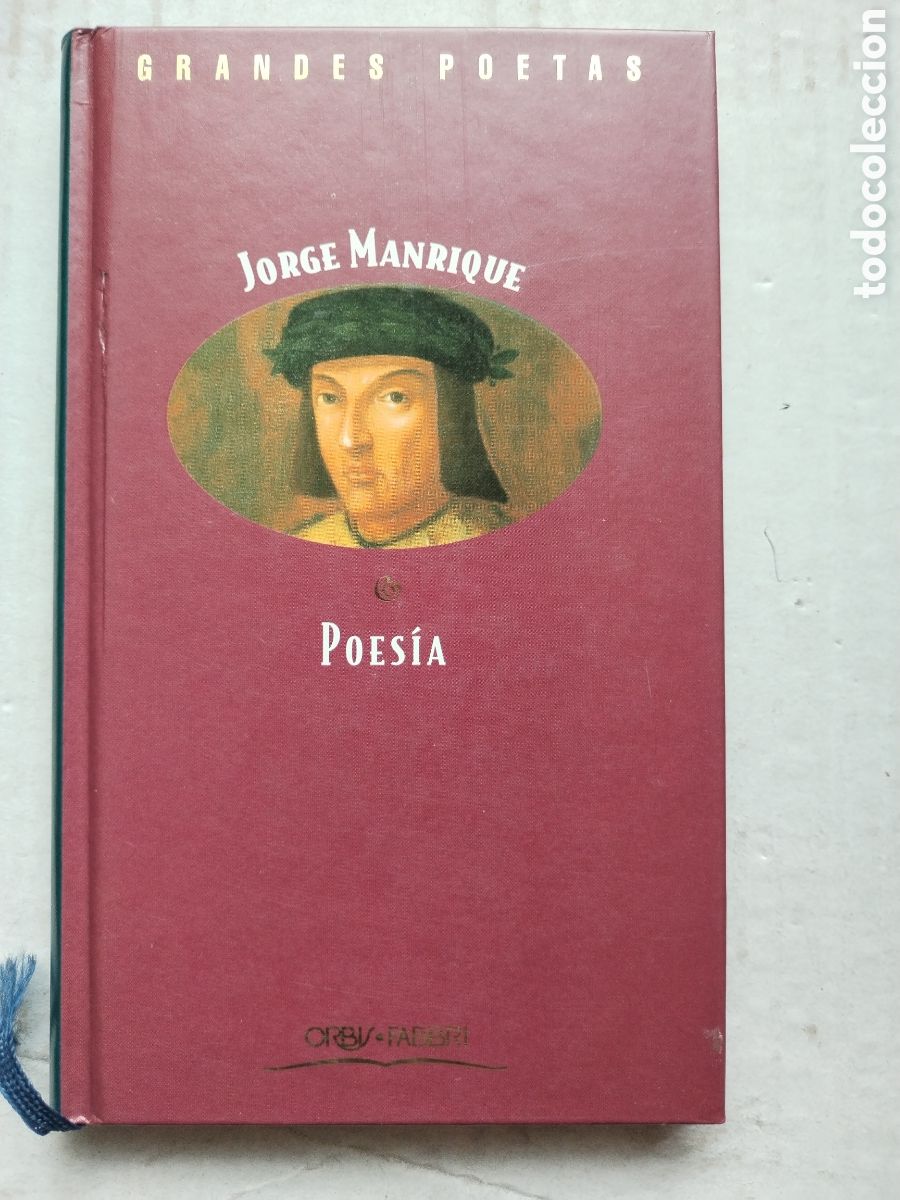 GRANDES POETAS
JORGE MANRIQUE
POESÍA
ORBIS • FABBRI
todocoleccion